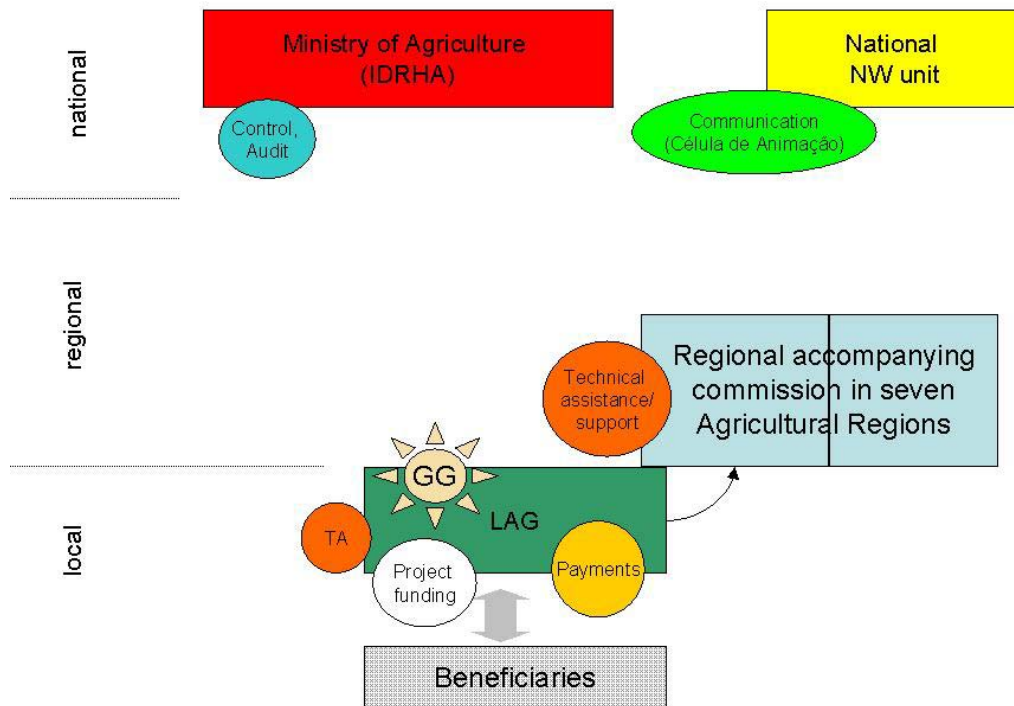 national
Ministry of Agriculture
(IDRHA)
National
NW unit
Control,
Audit
Communication
(Célula de Animação)
regional
Technical
assistance/
support
Regional accompanying
commission in seven
Agricultural Regions
local
GG
LAG
TA
Project
funding
Payments
Beneficiaries